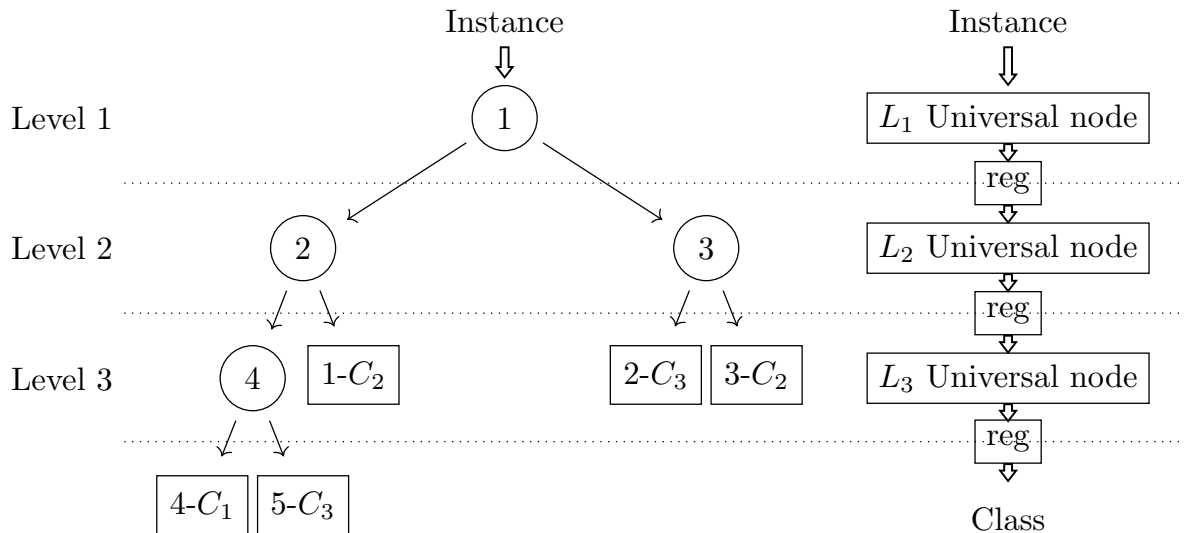 Instance Instance
Level 1 1 L₁ Universal node
reg
Level 2 2 3 L₂ Universal node
reg
Level 3 4 1-C₂ 2-C₃ 3-C₂ L₃ Universal node
reg
4-C₁ 5-C₃ Class